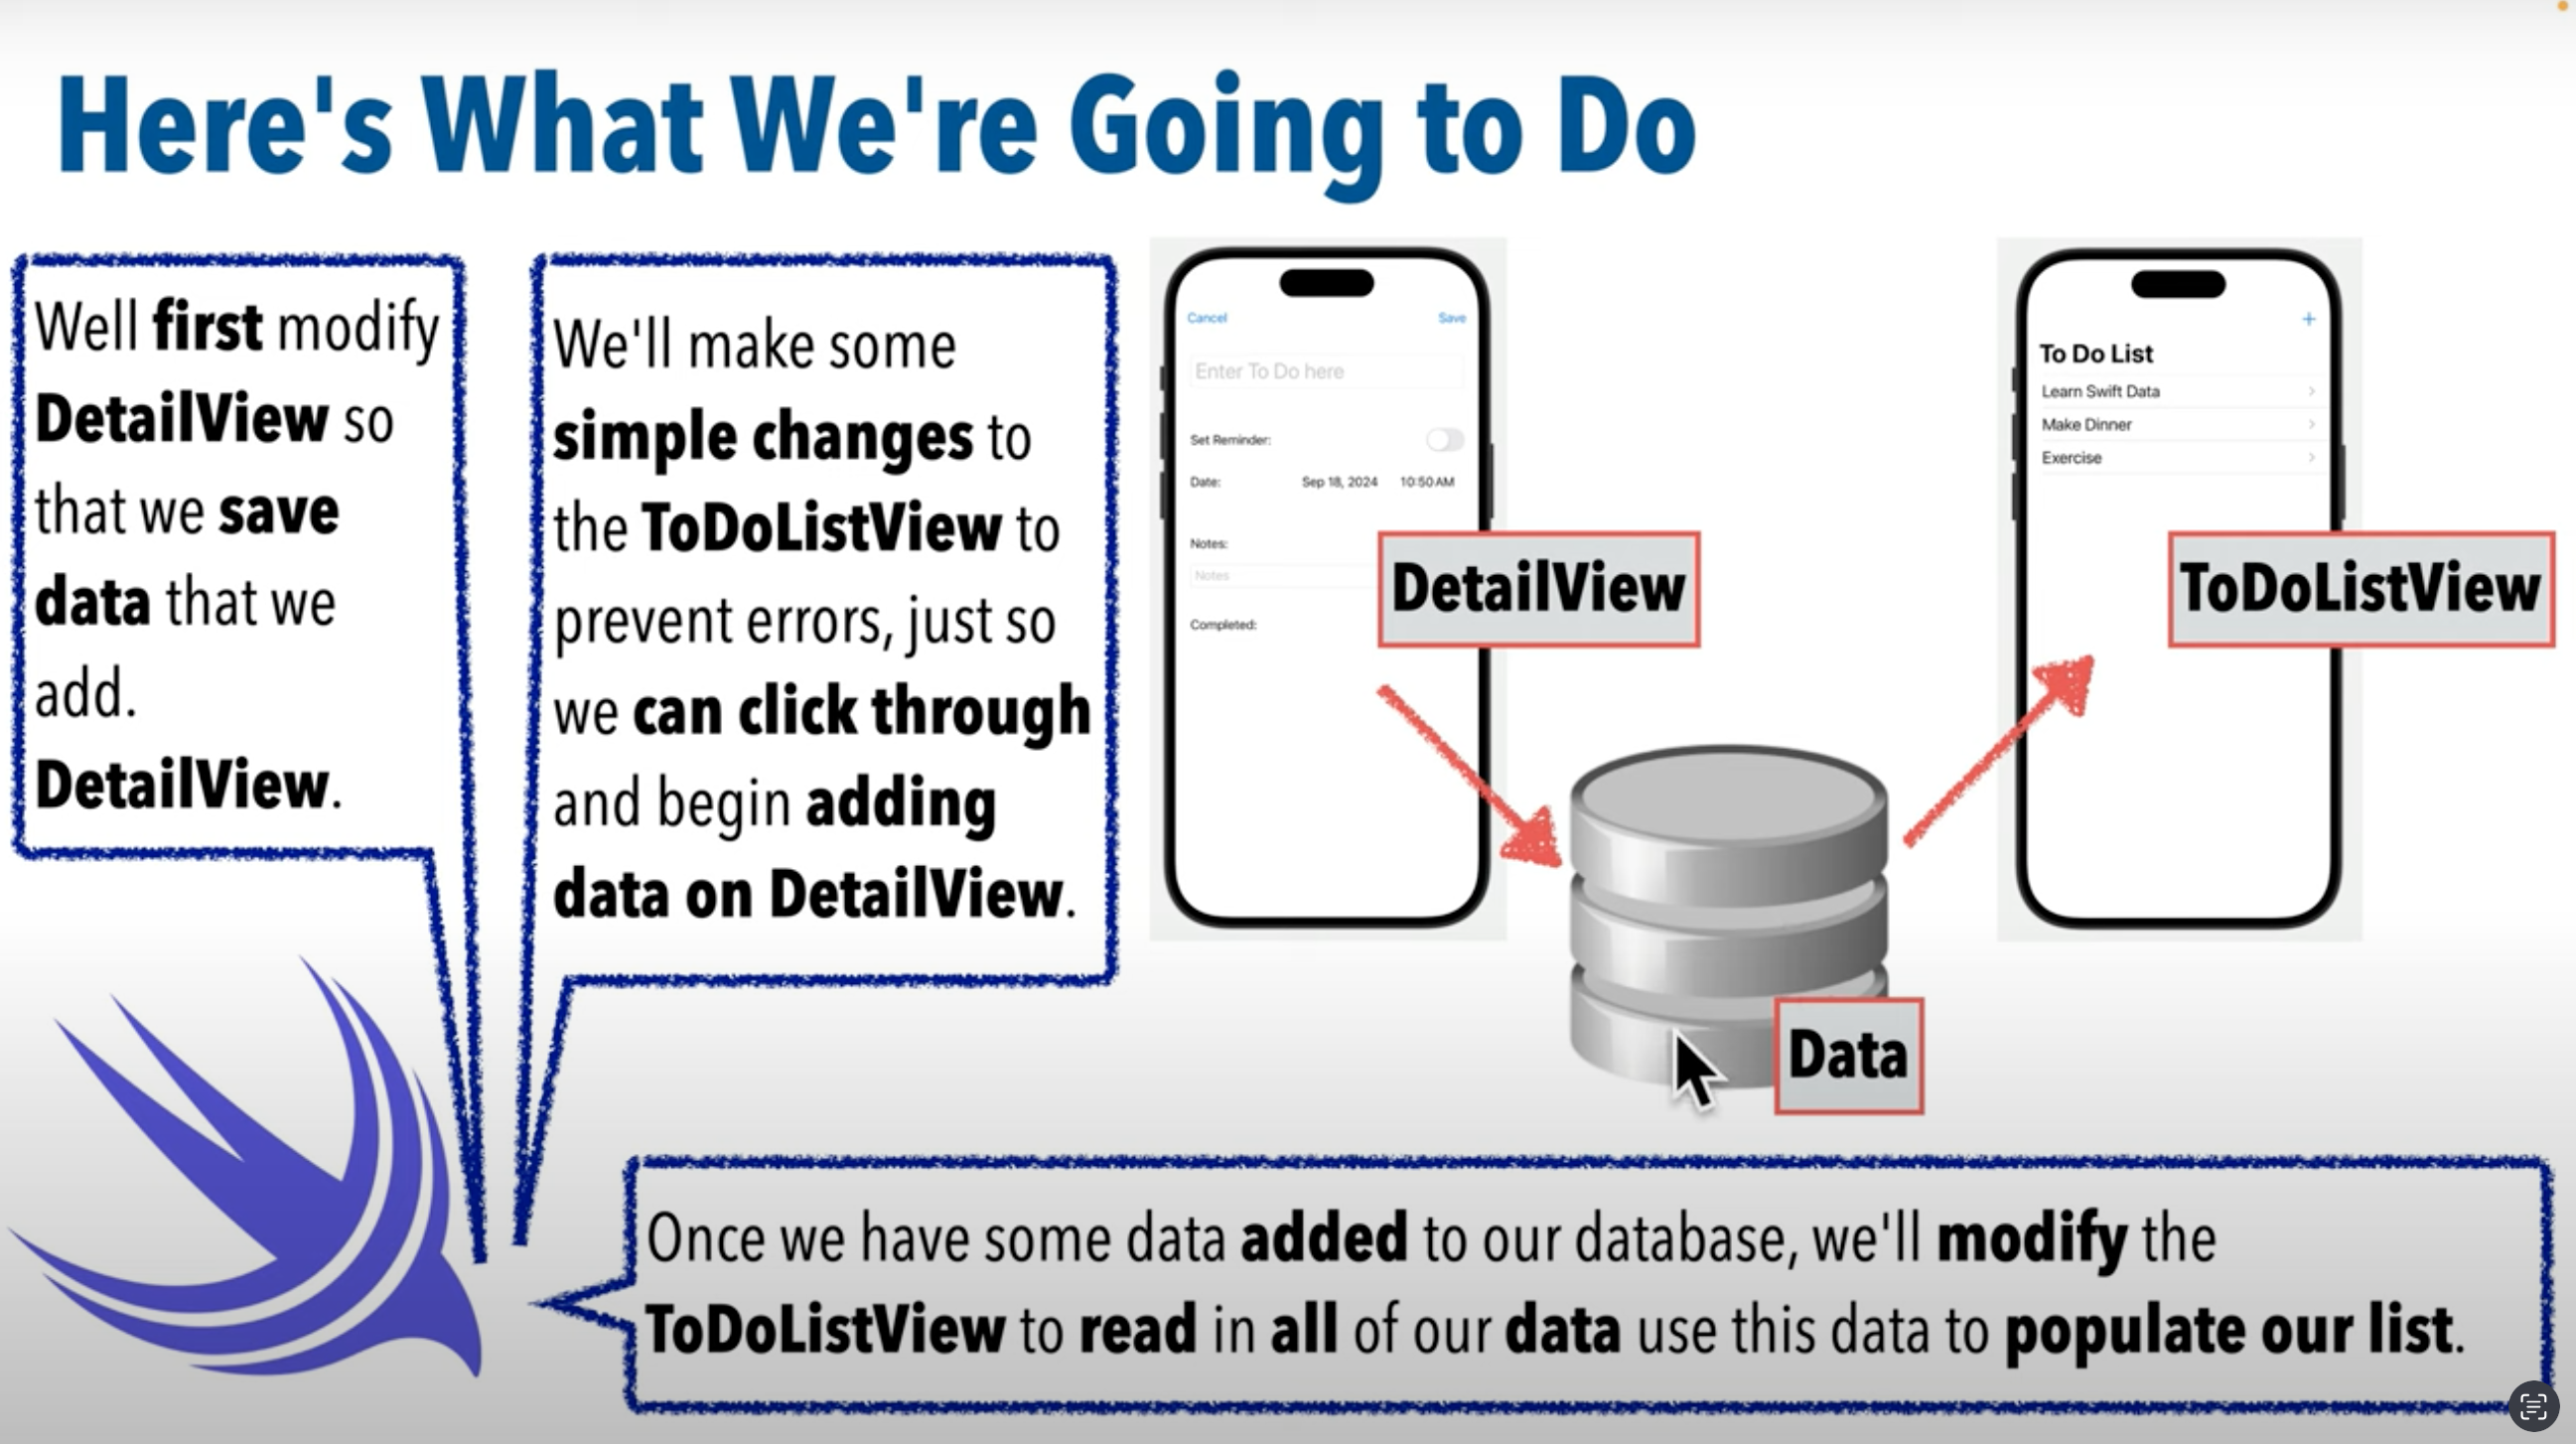 Here's What We're Going to Do
Well first modify
DetailView so
that we save
data that we
add.
DetailView.
We'll make some
simple changes to
the ToDoListView to
prevent errors, just so
we can click through
and begin adding
data on DetailView.
Cancel
Save
Enter To Do here
Set Reminder:
Date:
Sep 18, 2024
10:50 AM
Notes:
Notes
Completed:
DetailView
+
To Do List
Learn Swift Data
Make Dinner
Exercise
ToDoListView
Data
Once we have some data added to our database, we'll modify the
ToDoListView to read in all of our data use this data to populate our list.